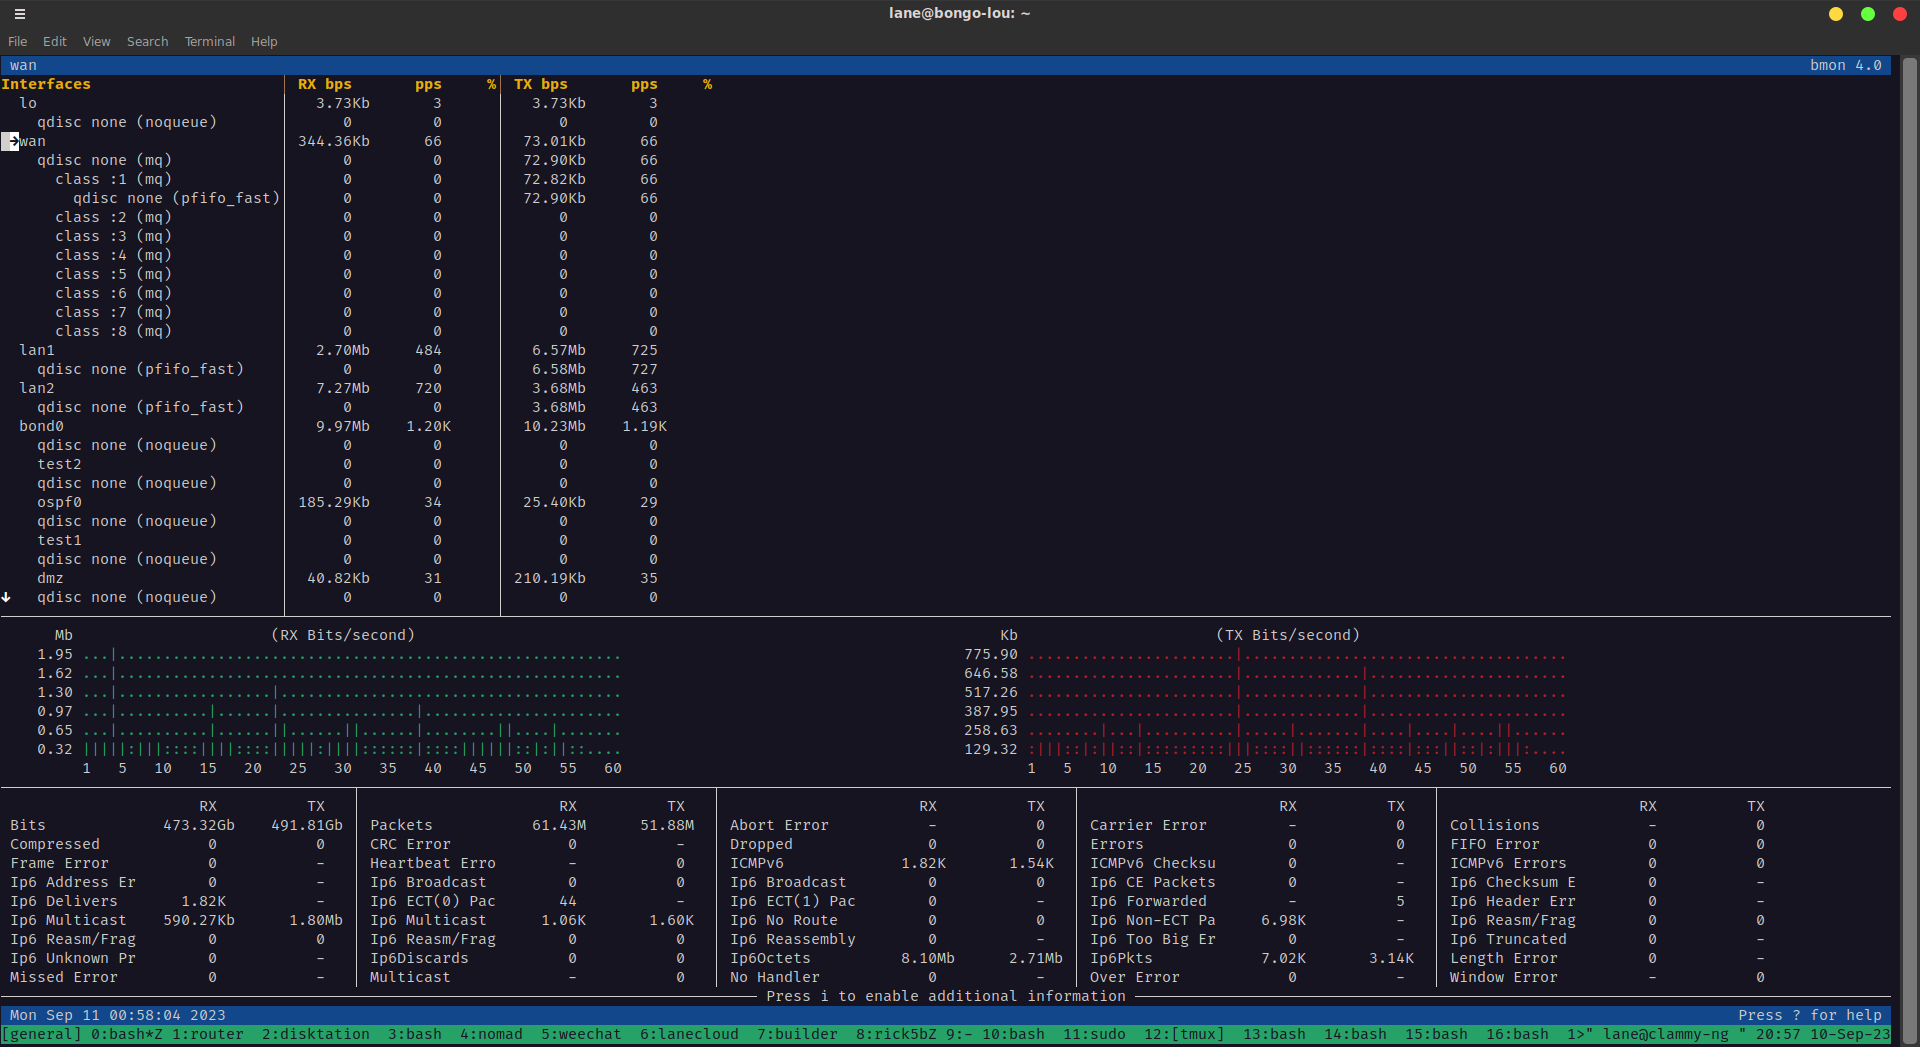 lane@bongo-lou: ~
File Edit View Search Terminal Help
wan bmon 4.0
Interfaces RX bps pps % TX bps pps %
lo 3.73Kb 3 3.73Kb 3
qdisc none (noqueue) 0 0 0 0
→wan 344.36Kb 66 73.01Kb 66
qdisc none (mq) 0 0 72.90Kb 66
class :1 (mq) 0 0 72.82Kb 66
qdisc none (pfifo_fast) 0 0 72.90Kb 66
class :2 (mq) 0 0 0 0
class :3 (mq) 0 0 0 0
class :4 (mq) 0 0 0 0
class :5 (mq) 0 0 0 0
class :6 (mq) 0 0 0 0
class :7 (mq) 0 0 0 0
class :8 (mq) 0 0 0 0
lan1 2.70Mb 484 6.57Mb 725
qdisc none (pfifo_fast) 0 0 6.58Mb 727
lan2 7.27Mb 720 3.68Mb 463
qdisc none (pfifo_fast) 0 0 3.68Mb 463
bond0 9.97Mb 1.20K 10.23Mb 1.19K
qdisc none (noqueue) 0 0 0 0
test2 0 0 0 0
qdisc none (noqueue) 0 0 0 0
ospf0 185.29Kb 34 25.40Kb 29
qdisc none (noqueue) 0 0 0 0
test1 0 0 0 0
qdisc none (noqueue) 0 0 0 0
dmz 40.82Kb 31 210.19Kb 35
↓ qdisc none (noqueue) 0 0 0 0
Mb (RX Bits/second) Kb (TX Bits/second)
1.95 ...|........................................................ 775.90 .......................|....................................
1.62 ...|........................................................ 646.58 .......................|.............|......................
1.30 ...|.................|...................................... 517.26 .......................|.............|......................
0.97 ...|..........|......|...............|...................... 387.95 .......................|.............|......................
0.65 ...|..........|......||......||......|........||....|....... 258.63 ........|...|..........|.....|.......|....|....|....||......
0.32 |||||:|||::::||||::::|||||:||||::::::|::::||||||::|:||::.... 129.32 :|||::|:||::|:::::::::|||::::||::::::|::::|:::||::|:|||:....
1 5 10 15 20 25 30 35 40 45 50 55 60 1 5 10 15 20 25 30 35 40 45 50 55 60
RX TX RX TX RX TX RX TX RX TX
Bits 473.32Gb 491.81Gb Packets 61.43M 51.88M Abort Error - 0 Carrier Error - 0 Collisions - 0
Compressed 0 0 CRC Error 0 - Dropped 0 0 Errors 0 0 FIFO Error 0 0
Frame Error 0 - Heartbeat Erro - 0 ICMPv6 1.82K 1.54K ICMPv6 Checksu 0 - ICMPv6 Errors 0 0
Ip6 Address Er 0 - Ip6 Broadcast 0 0 Ip6 Broadcast 0 0 Ip6 CE Packets 0 - Ip6 Checksum E 0 -
Ip6 Delivers 1.82K - Ip6 ECT(0) Pac 44 - Ip6 ECT(1) Pac 0 - Ip6 Forwarded - 5 Ip6 Header Err 0 -
Ip6 Multicast 590.27Kb 1.80Mb Ip6 Multicast 1.06K 1.60K Ip6 No Route 0 0 Ip6 Non-ECT Pa 6.98K - Ip6 Reasm/Frag 0 0
Ip6 Reasm/Frag 0 0 Ip6 Reasm/Frag 0 0 Ip6 Reassembly 0 - Ip6 Too Big Er 0 - Ip6 Truncated 0 -
Ip6 Unknown Pr 0 - Ip6Discards 0 0 Ip6Octets 8.10Mb 2.71Mb Ip6Pkts 7.02K 3.14K Length Error 0 -
Missed Error 0 - Multicast - 0 No Handler 0 - Over Error 0 - Window Error - 0
Press i to enable additional information
Mon Sep 11 00:58:04 2023 Press ? for help
[general] 0:bash*Z 1:router 2:disktation 3:bash 4:nomad 5:weechat 6:lanecloud 7:builder 8:rick5bZ 9:- 10:bash 11:sudo 12:[tmux] 13:bash 14:bash 15:bash 16:bash 1>" lane@clammy-ng " 20:57 10-Sep-23